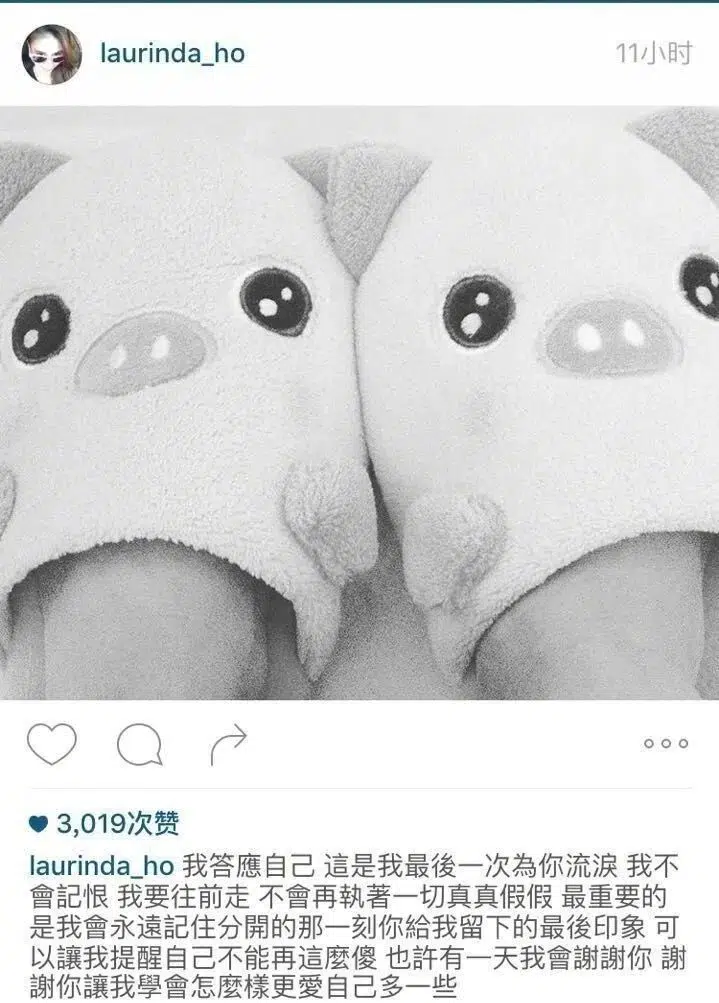 laurinda_ho
11小时
3,019次赞
laurinda_ho 我答應自己 這是我最後一次為你流淚 我不
會記恨 我要往前走 不會再執著一切真真假假 最重要的
是我會永遠記住分開的那一刻你給我留下的最後印象 可
以讓我提醒自己不能再這麼傻 也許有一天我會謝謝你 謝
謝你讓我學會怎麼樣更愛自己多一些